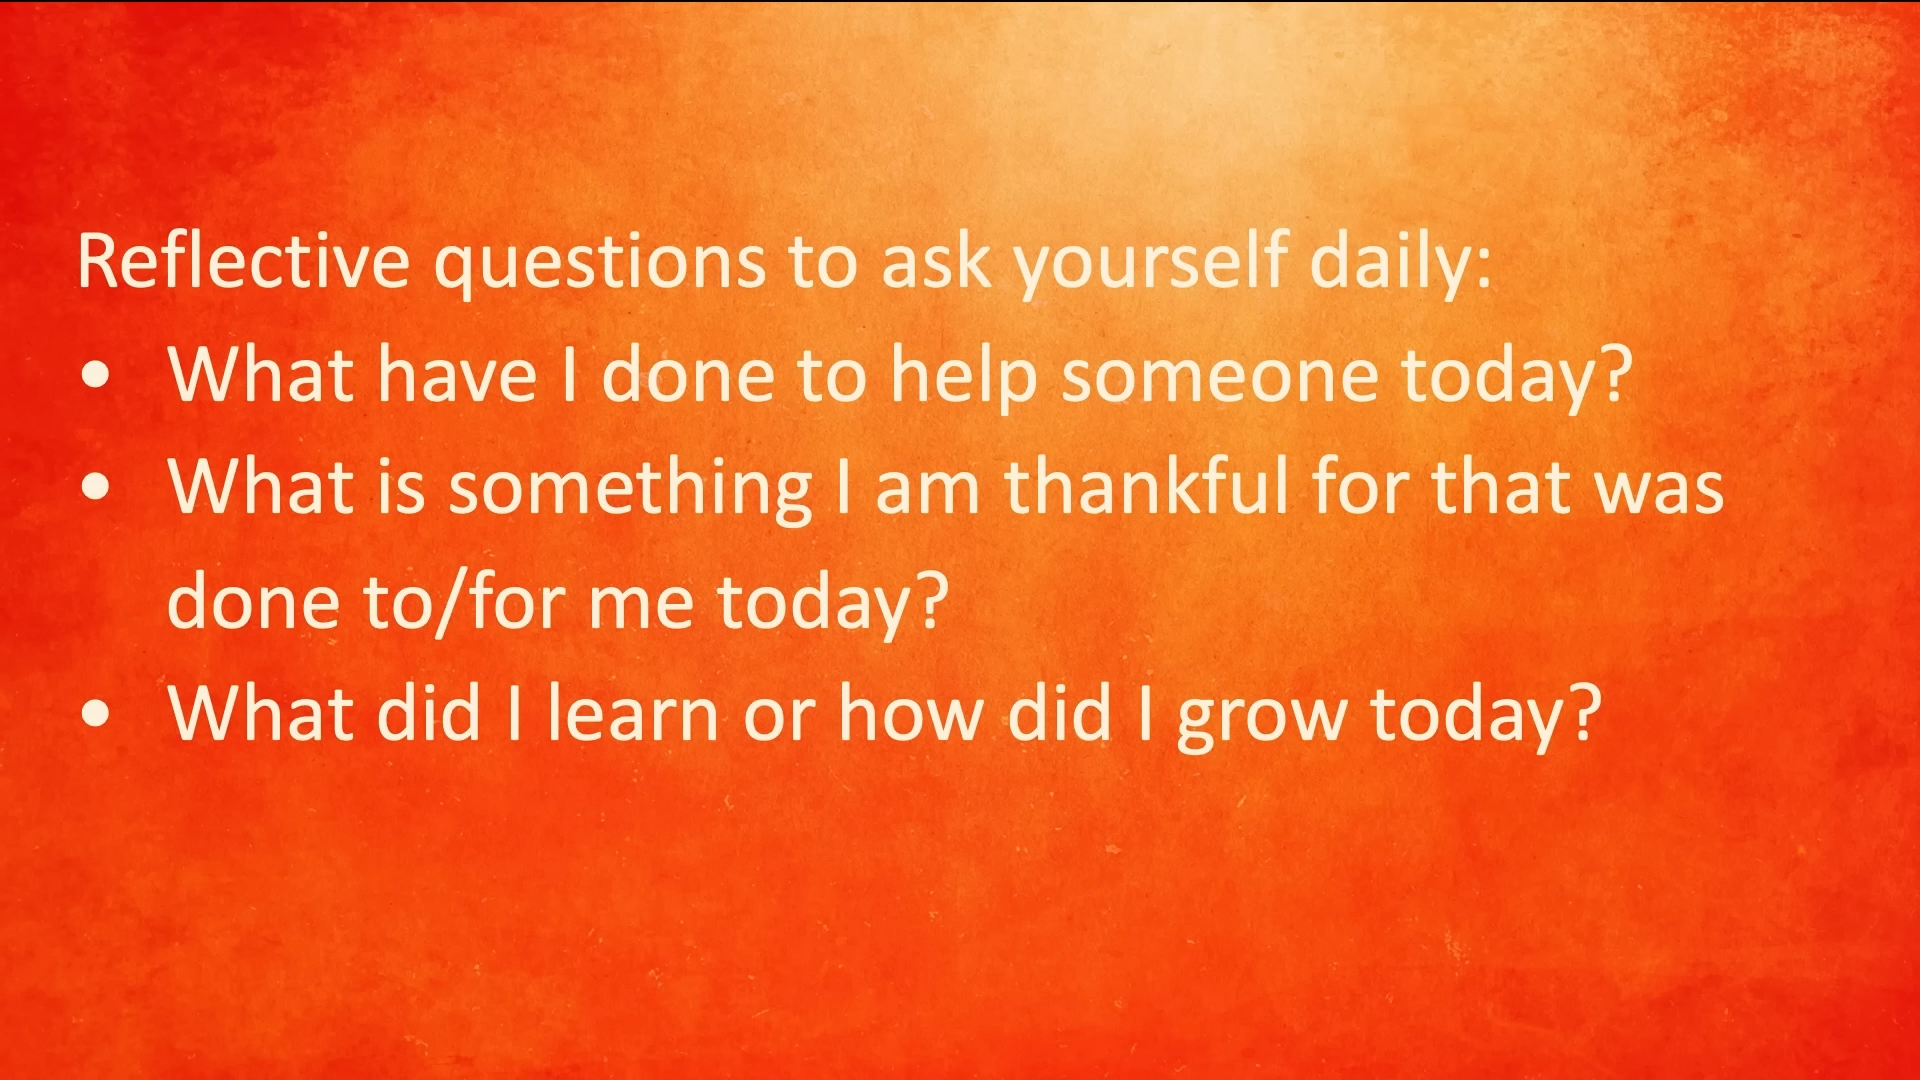 Reflective questions to ask yourself daily:
• What have I done to help someone today?
• What is something I am thankful for that was
done to/for me today?
• What did I learn or how did I grow today?